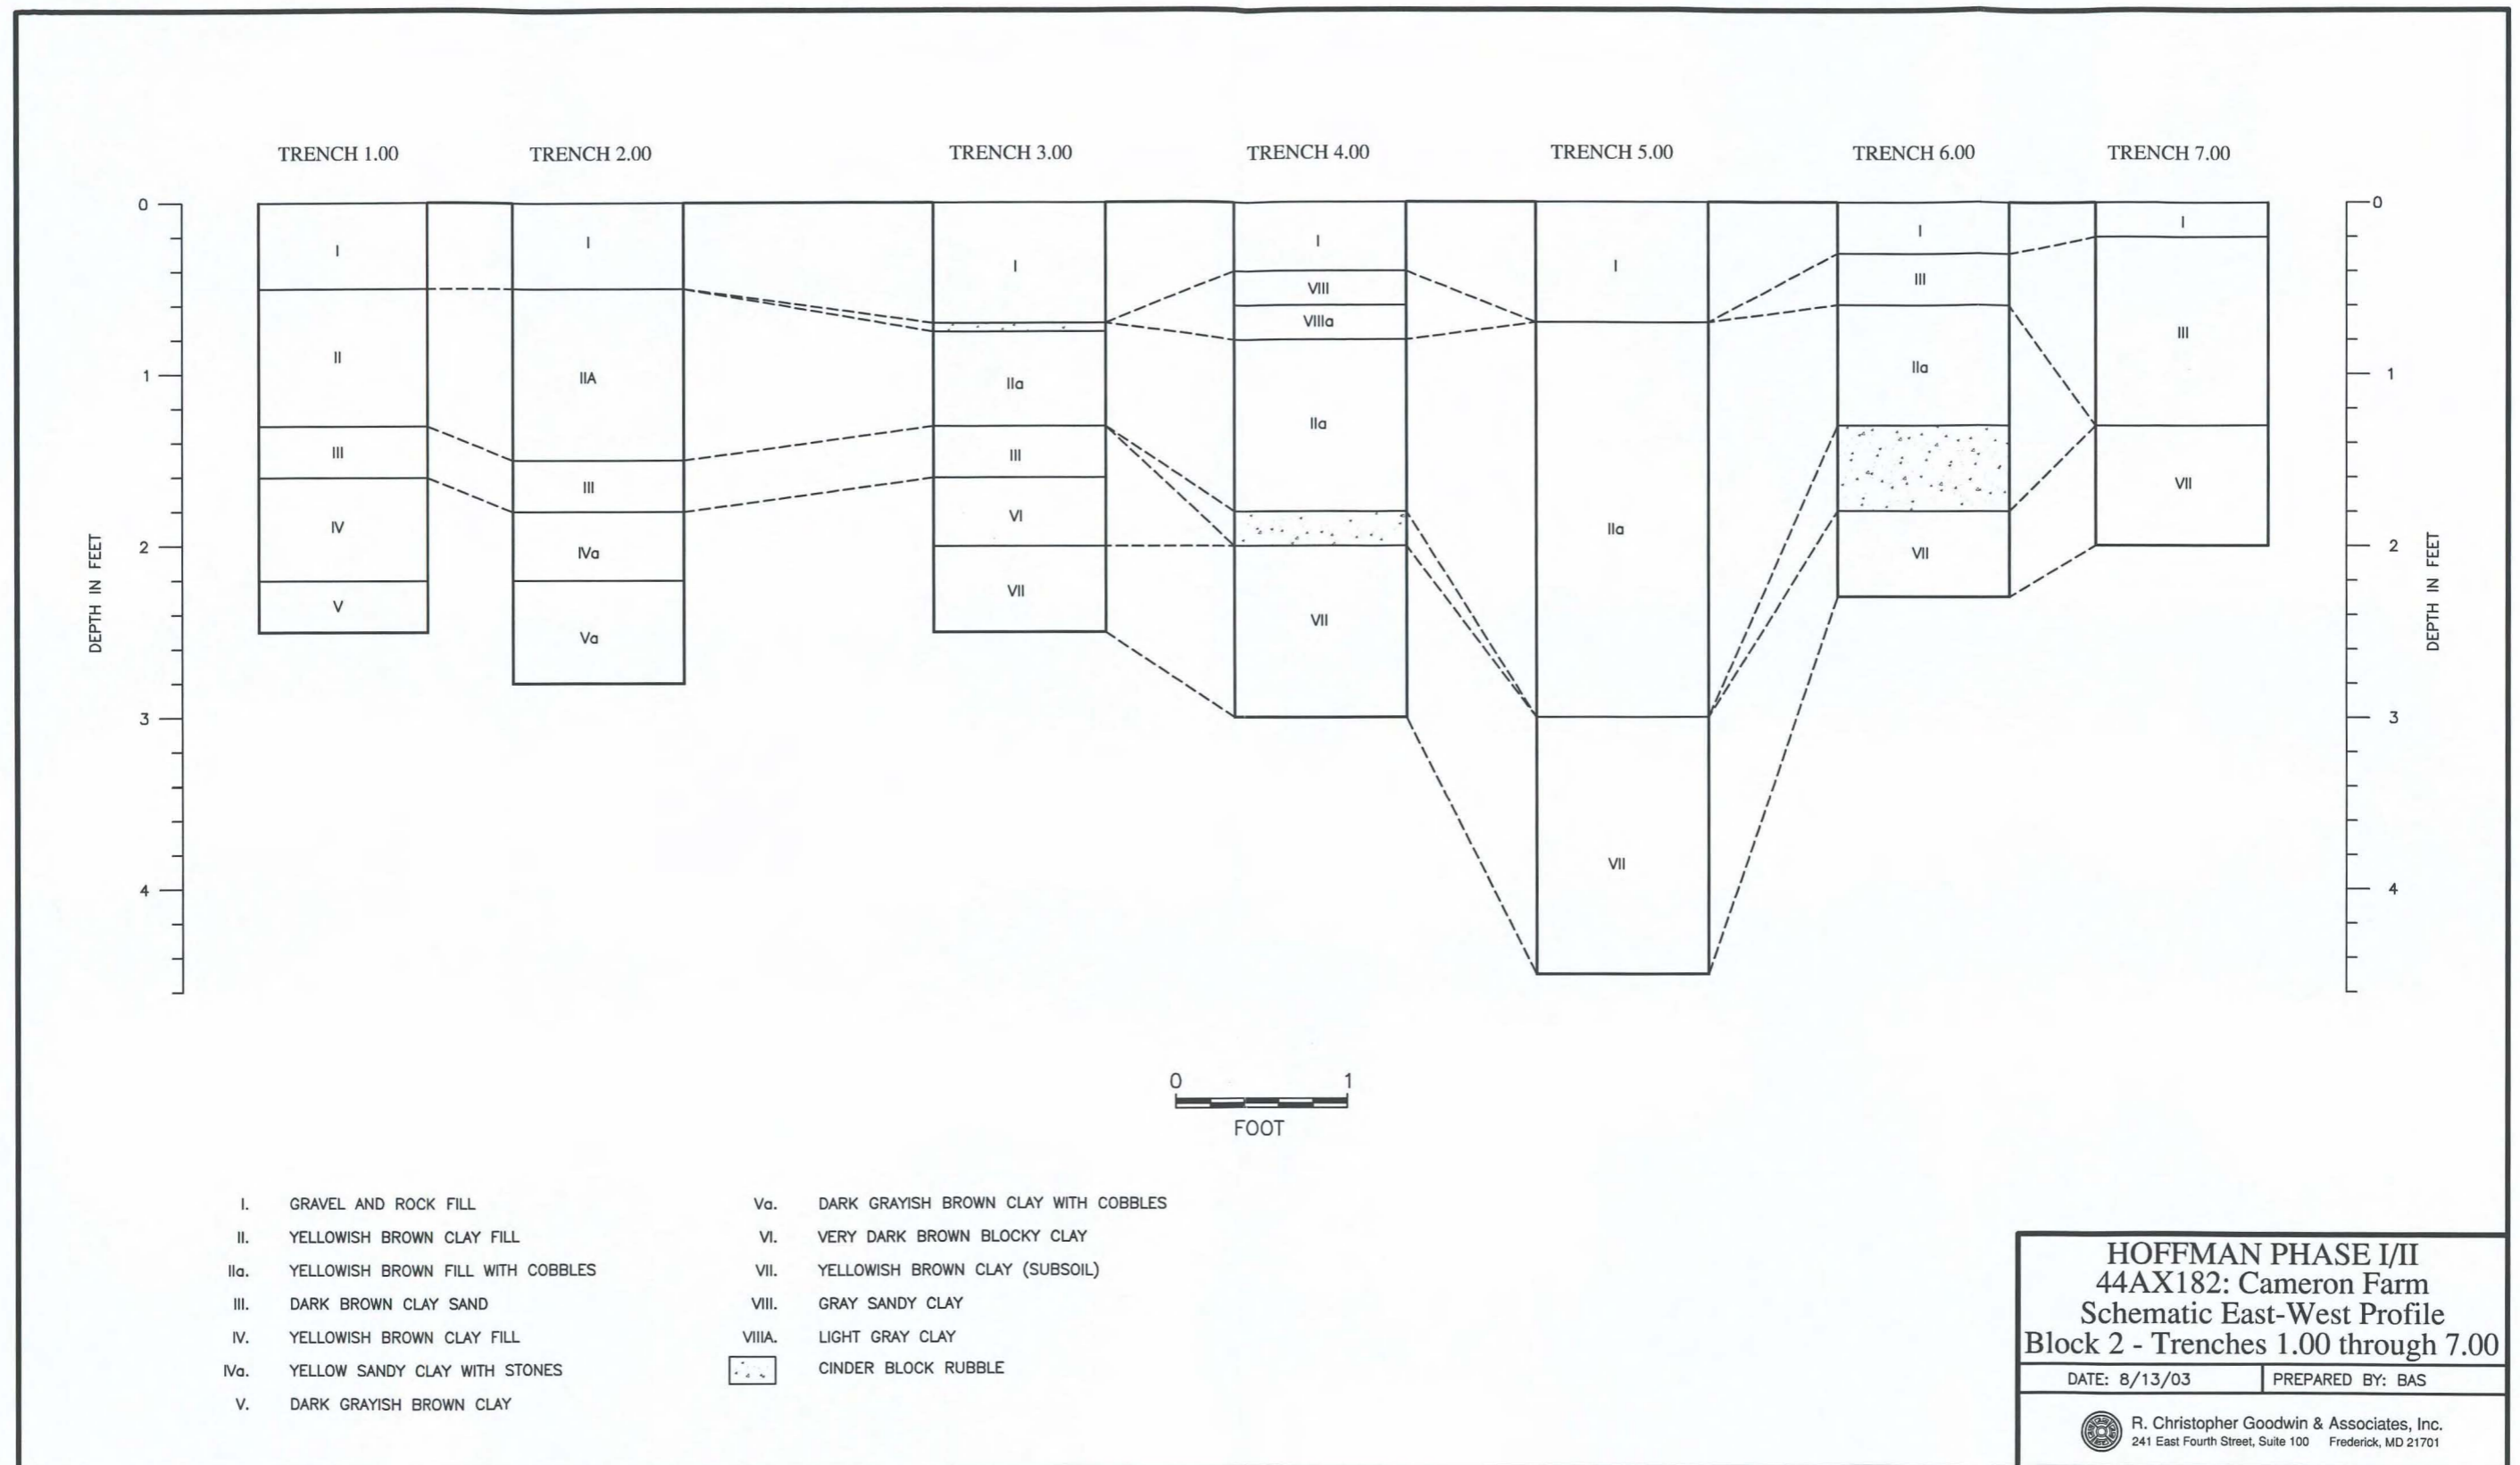 TRENCH 1.00 TRENCH 2.00 TRENCH 3.00 TRENCH 4.00 TRENCH 5.00 TRENCH 6.00 TRENCH 7.00
DEPTH IN FEET
0
1
2
3
4
I
II
III
IV
V
I
IIA
III
IVa
Va
I
IIa
III
VI
VII
I
VIII
VIIIa
IIa
VII
I
IIa
VII
I
III
IIa
VII
I
III
VII
0
1
2
3
4
DEPTH IN FEET
0 1
FOOT
I. GRAVEL AND ROCK FILL
II. YELLOWISH BROWN CLAY FILL
IIa. YELLOWISH BROWN FILL WITH COBBLES
III. DARK BROWN CLAY SAND
IV. YELLOWISH BROWN CLAY FILL
IVa. YELLOW SANDY CLAY WITH STONES
V. DARK GRAYISH BROWN CLAY
Va. DARK GRAYISH BROWN CLAY WITH COBBLES
VI. VERY DARK BROWN BLOCKY CLAY
VII. YELLOWISH BROWN CLAY (SUBSOIL)
VIII. GRAY SANDY CLAY
VIIIA. LIGHT GRAY CLAY
CINDER BLOCK RUBBLE
HOFFMAN PHASE I/II
44AX182: Cameron Farm
Schematic East-West Profile
Block 2 - Trenches 1.00 through 7.00
DATE: 8/13/03 PREPARED BY: BAS
R. Christopher Goodwin & Associates, Inc.
241 East Fourth Street, Suite 100 Frederick, MD 21701